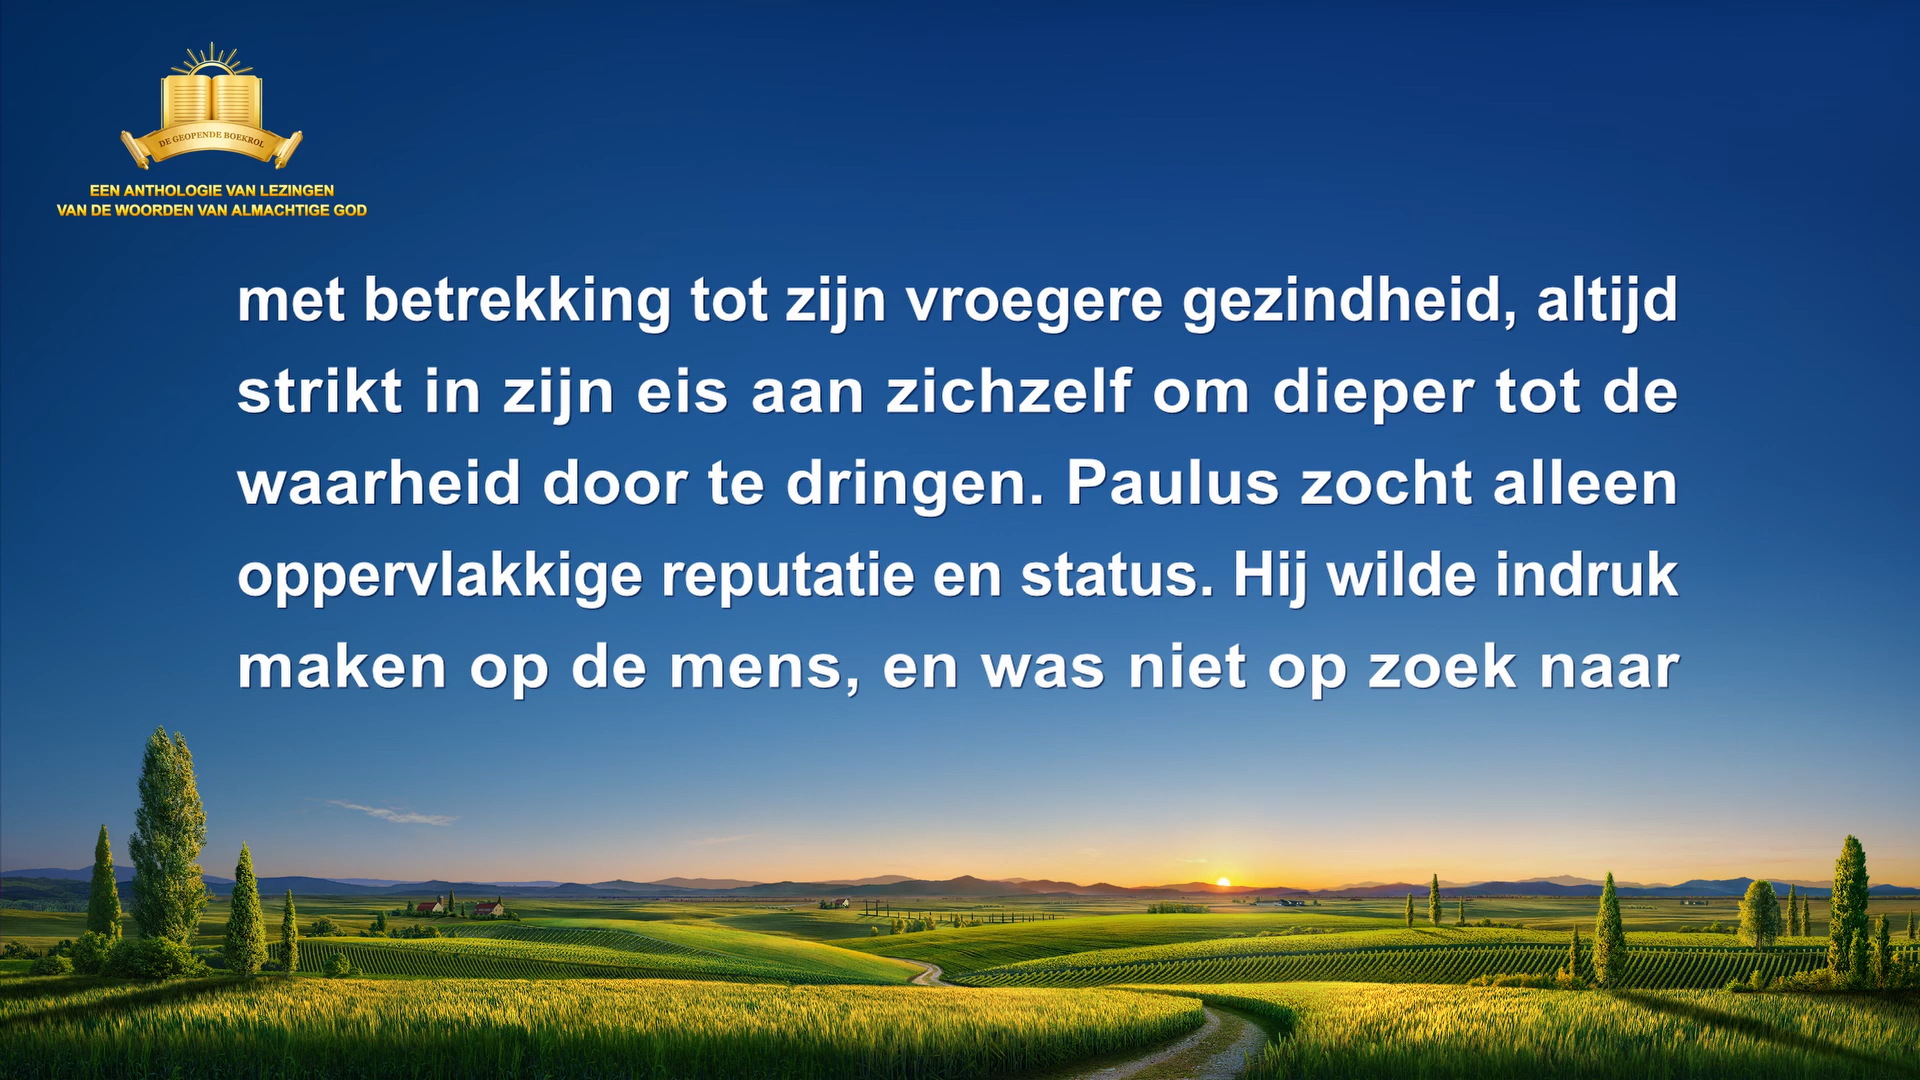 DE GEOPENDE BOEKROL
EEN ANTHOLOGIE VAN LEZINGEN
VAN DE WOORDEN VAN ALMACHTIGE GOD
met betrekking tot zijn vroegere gezindheid, altijd
strikt in zijn eis aan zichzelf om dieper tot de
waarheid door te dringen. Paulus zocht alleen
oppervlakkige reputatie en status. Hij wilde indruk
maken op de mens, en was niet op zoek naar